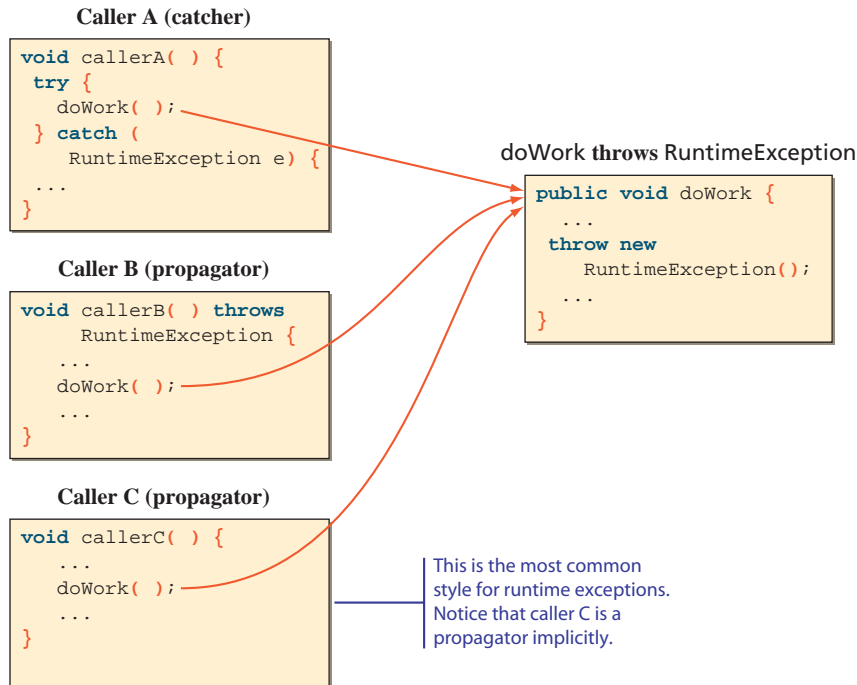 Caller A (catcher)
void callerA( ) {
try {
doWork( );
} catch (
RuntimeException e) {
...
}
doWork throws RuntimeException
public void doWork {
...
throw new
RuntimeException();
...
}
Caller B (propagator)
void callerB( ) throws
RuntimeException {
...
doWork( );
...
}
Caller C (propagator)
void callerC( ) {
...
doWork( );
...
}
This is the most common
style for runtime exceptions.
Notice that caller C is a
propagator implicitly.